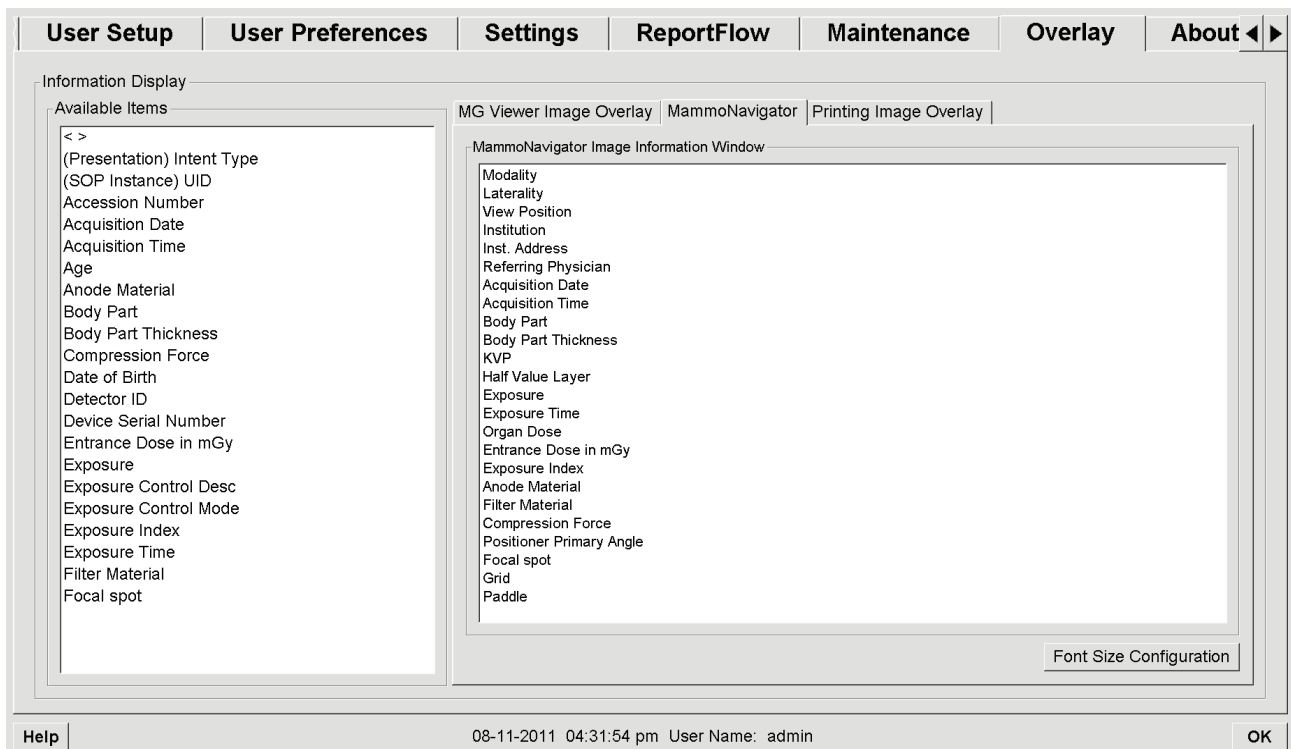 User Setup User Preferences Settings ReportFlow Maintenance Overlay About
Information Display
Available Items
< >
(Presentation) Intent Type
(SOP Instance) UID
Accession Number
Acquisition Date
Acquisition Time
Age
Anode Material
Body Part
Body Part Thickness
Compression Force
Date of Birth
Detector ID
Device Serial Number
Entrance Dose in mGy
Exposure
Exposure Control Desc
Exposure Control Mode
Exposure Index
Exposure Time
Filter Material
Focal spot
MG Viewer Image Overlay MammoNavigator Printing Image Overlay
MammoNavigator Image Information Window
Modality
Laterality
View Position
Institution
Inst. Address
Referring Physician
Acquisition Date
Acquisition Time
Body Part
Body Part Thickness
KVP
Half Value Layer
Exposure
Exposure Time
Organ Dose
Entrance Dose in mGy
Exposure Index
Anode Material
Filter Material
Compression Force
Positioner Primary Angle
Focal spot
Grid
Paddle
Font Size Configuration
Help 08-11-2011 04:31:54 pm User Name: admin OK